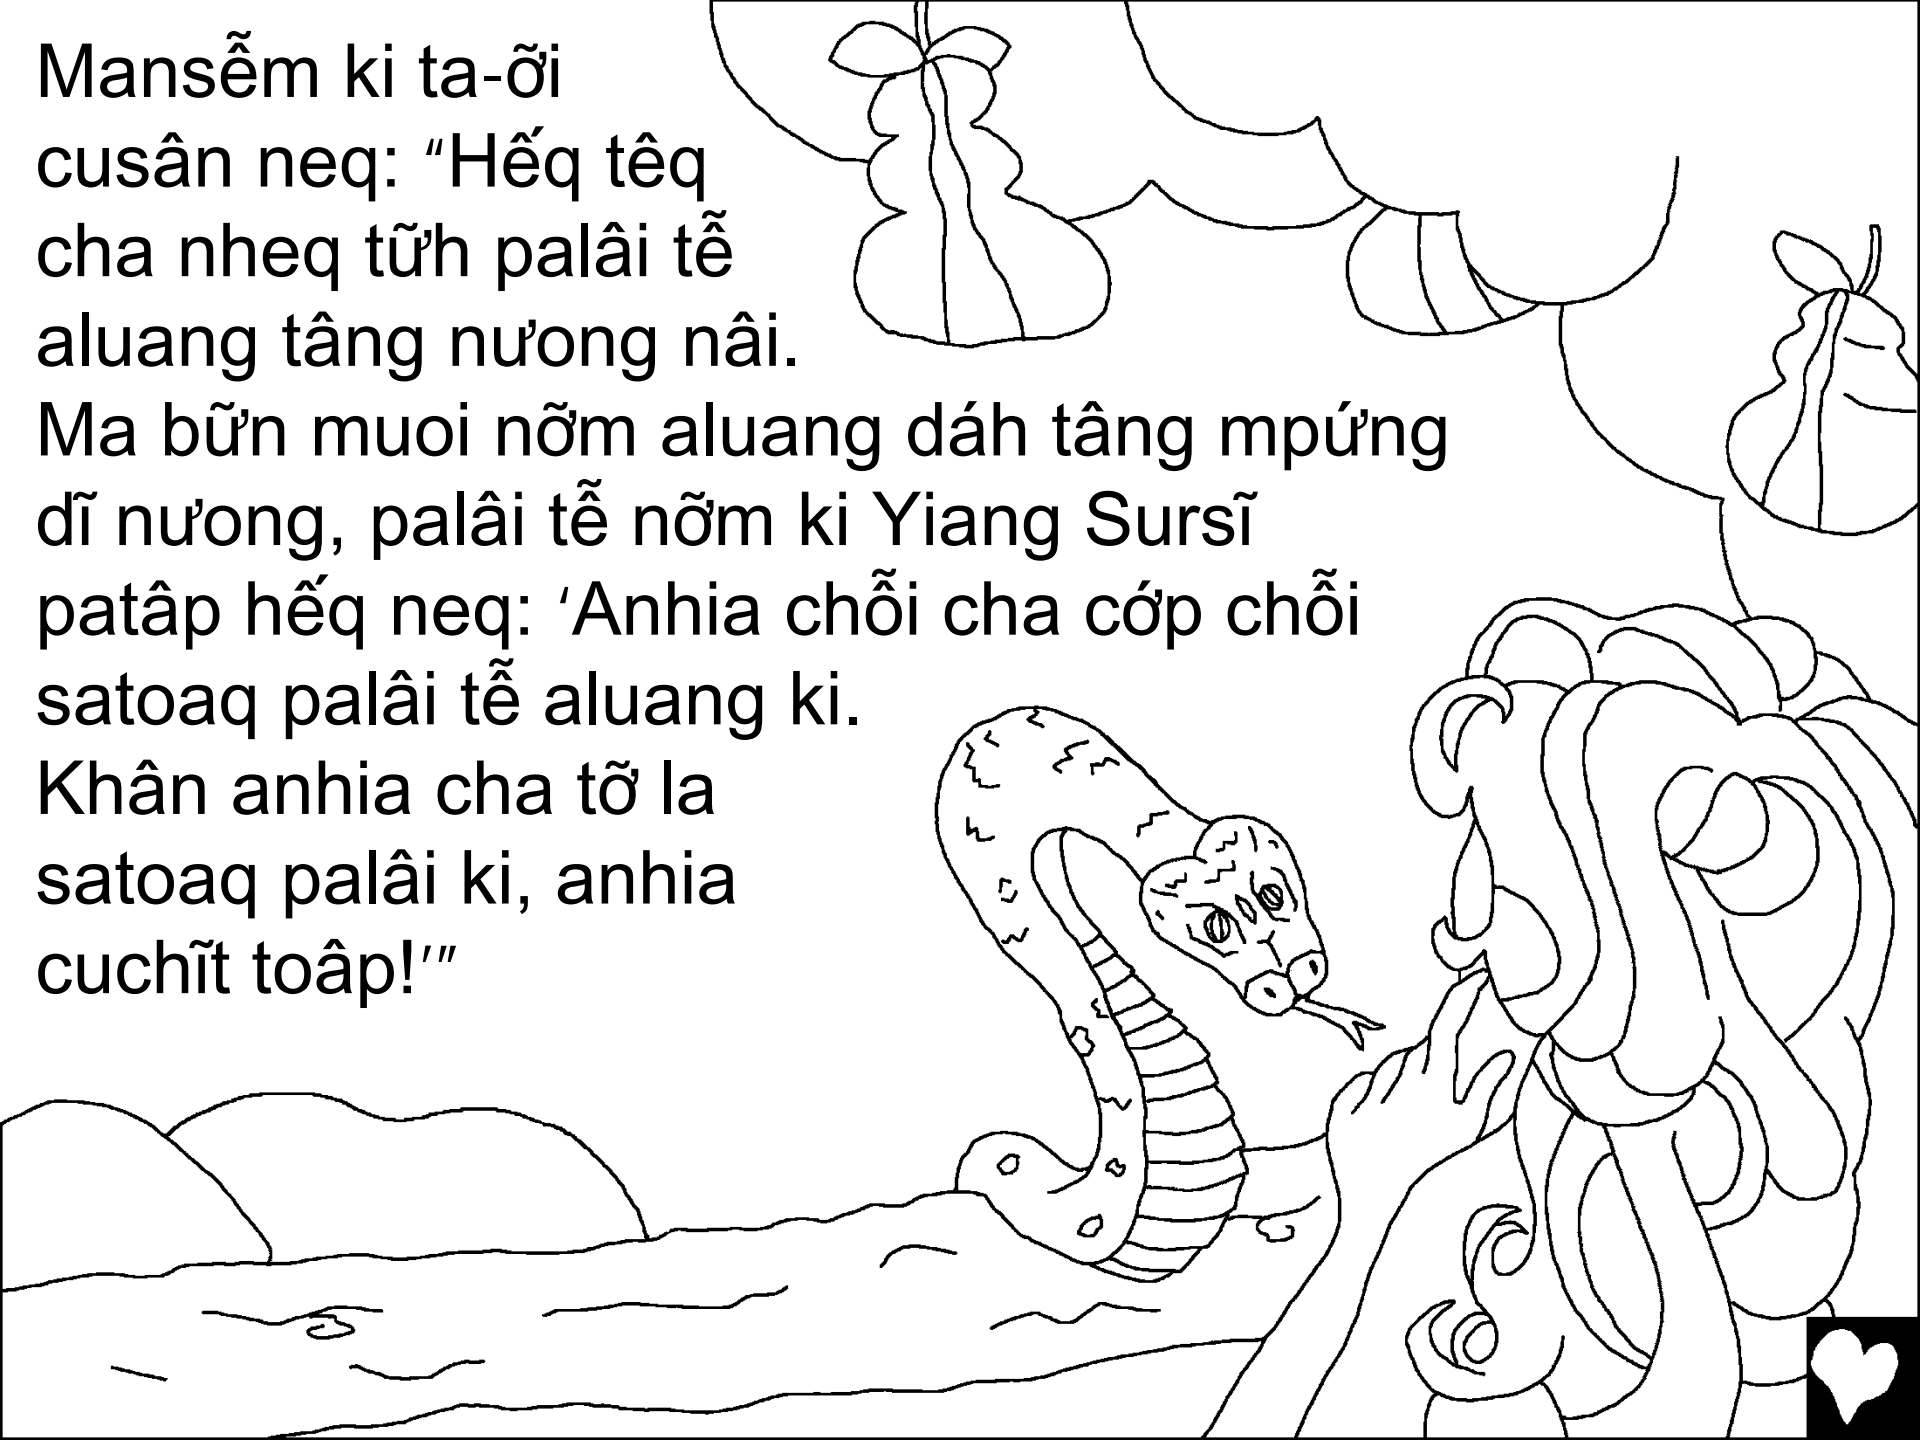 Mansễm ki ta-ỡi
cusân neq: “Hếq têq
cha nheq tữh palâi tễ
aluang tâng nưong nâi.
Ma bữn muoi nỡm aluang dáh tâng mpứng
dĩ nưong, palâi tễ nỡm ki Yiang Sursĩ
patâp hếq neq: ‘Anhia chỗi cha cớp chỗi
satoaq palâi tễ aluang ki.
Khân anhia cha tỡ la
satoaq palâi ki, anhia
cuchĩt toâp!’”